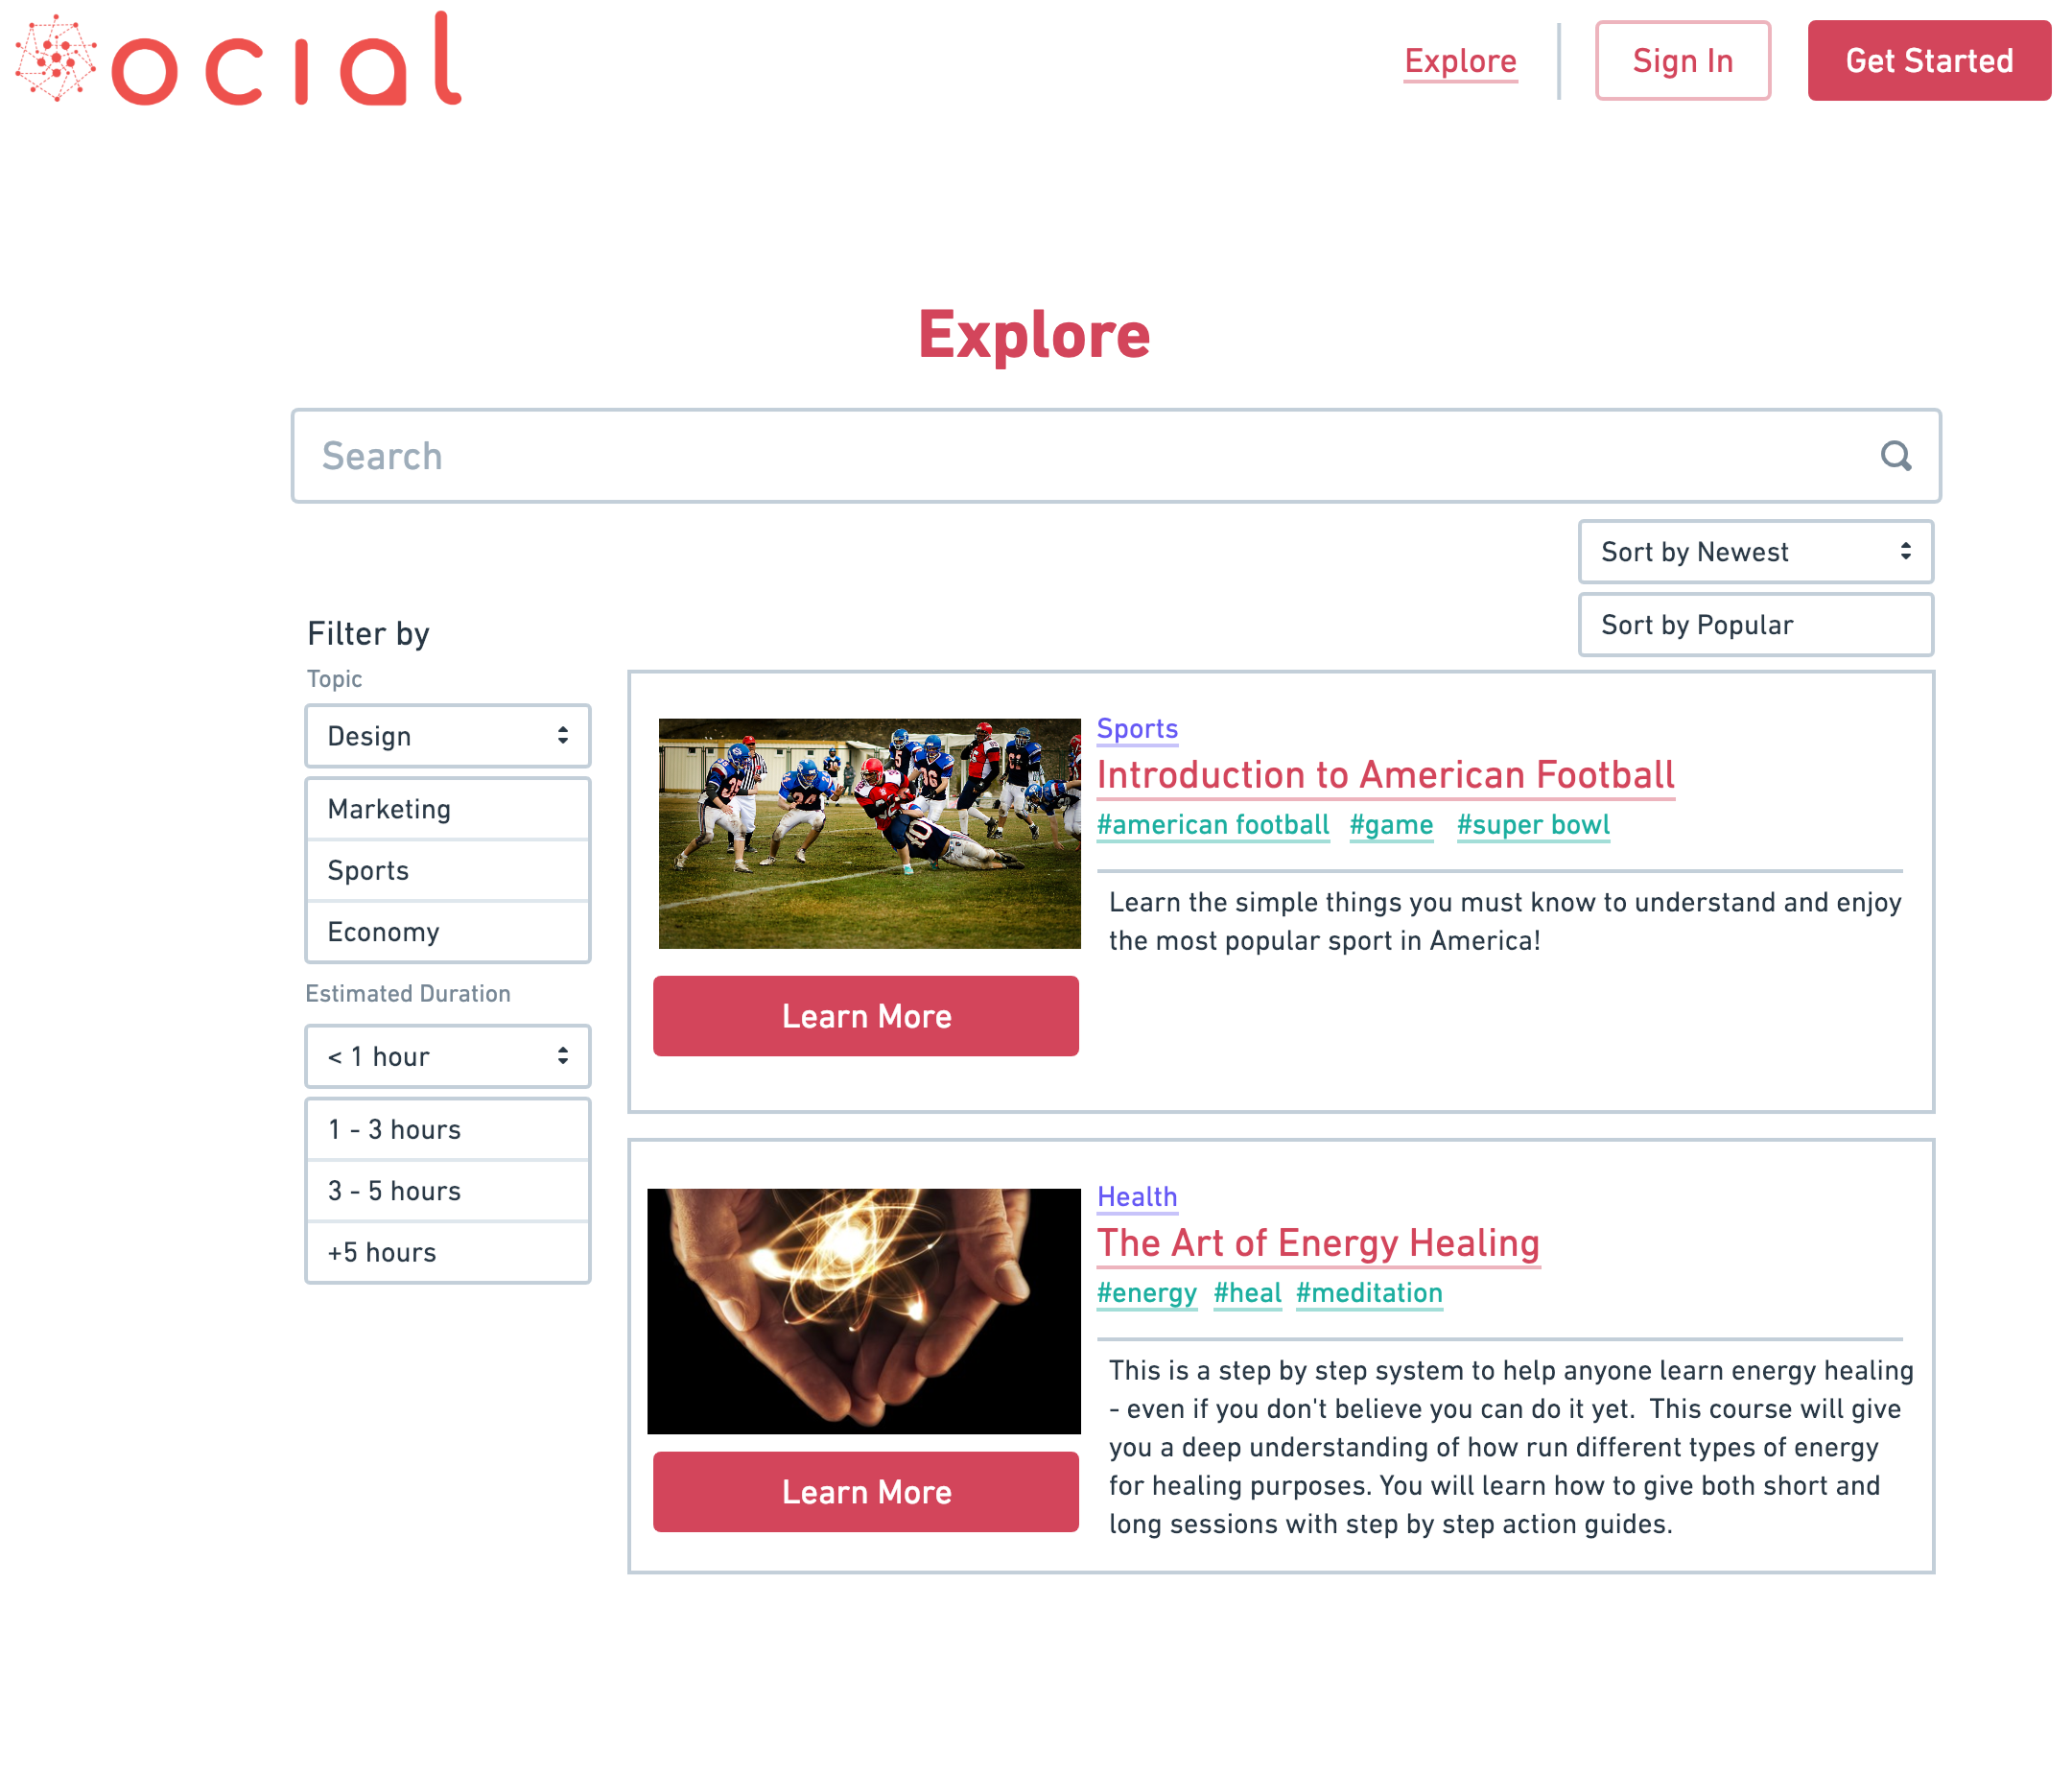 ocial
Explore
Sign In
Get Started
Explore
Search
Sort by Newest
Sort by Popular
Filter by
Topic
Design
Marketing
Sports
Economy
Estimated Duration
< 1 hour
1 - 3 hours
3 - 5 hours
+5 hours
Sports
Introduction to American Football
#american football #game #super bowl
Learn the simple things you must know to understand and enjoy
the most popular sport in America!
Learn More
Health
The Art of Energy Healing
#energy #heal #meditation
This is a step by step system to help anyone learn energy healing
- even if you don't believe you can do it yet.  This course will give
you a deep understanding of how run different types of energy
for healing purposes. You will learn how to give both short and
long sessions with step by step action guides.
Learn More